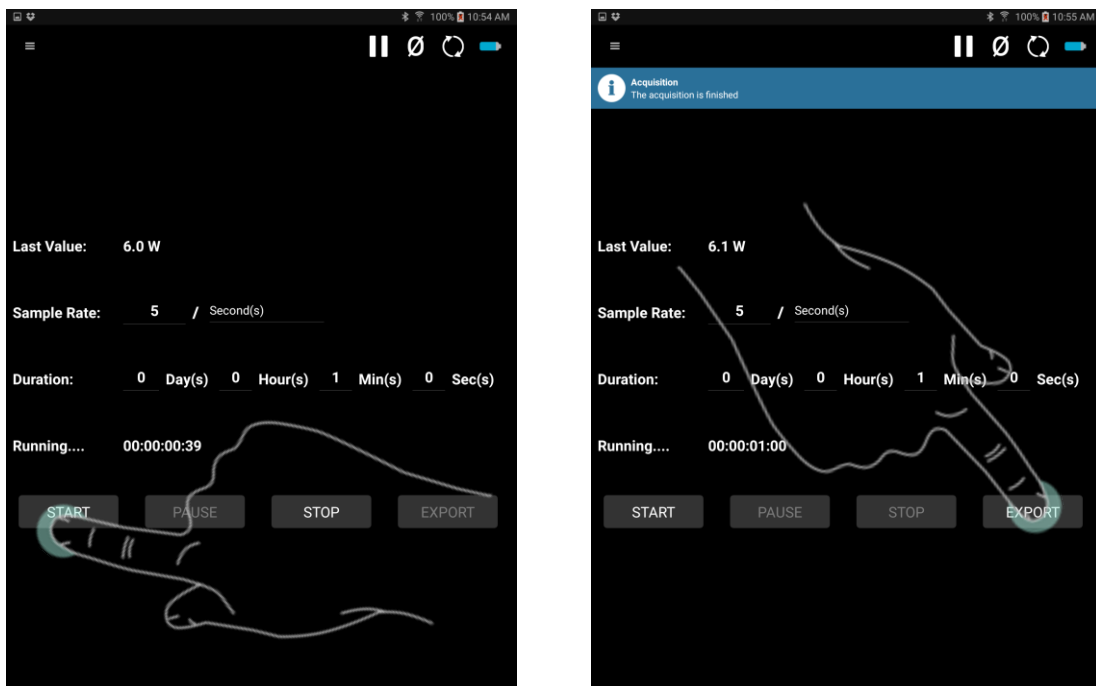 100% 10:54 AM
Last Value: 6.0 W
Sample Rate: 5 / Second(s)
Duration: 0 Day(s) 0 Hour(s) 1 Min(s) 0 Sec(s)
Running.... 00:00:00:39
START PAUSE STOP EXPORT
100% 10:55 AM
Acquisition
The acquisition is finished
Last Value: 6.1 W
Sample Rate: 5 / Second(s)
Duration: 0 Day(s) 0 Hour(s) 1 Min(s) 0 Sec(s)
Running.... 00:00:01:00
START PAUSE STOP EXPORT